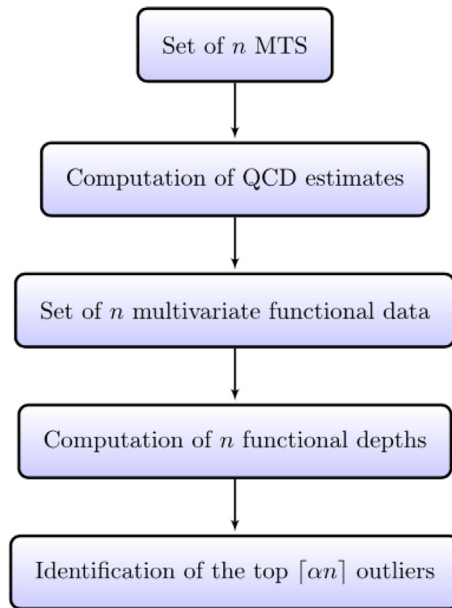 Set of n MTS
Computation of QCD estimates
Set of n multivariate functional data
Computation of n functional depths
Identification of the top ⌈αn⌉ outliers